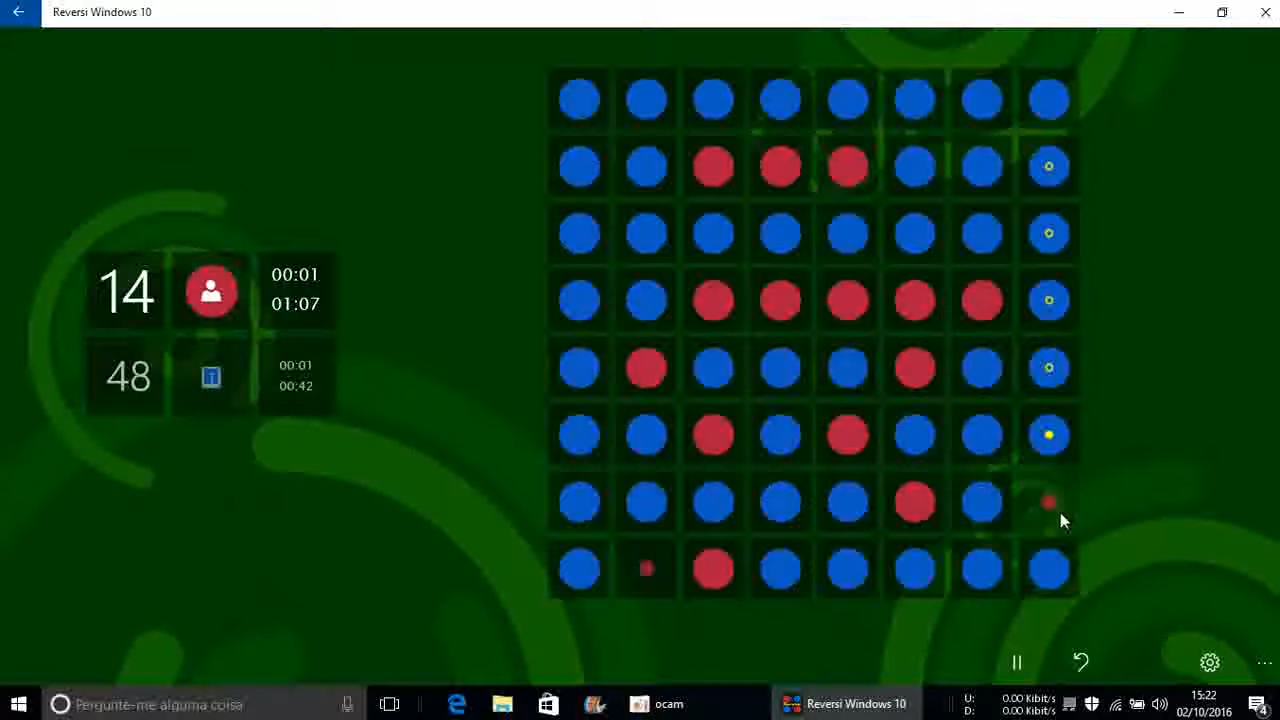 Reversi Windows 10
14
00:01
01:07
48
00:01
00:42
Pergunte-me alguma coisa
ocam
Reversi Windows 10
U: 0.00 Kibit/s
D: 0.00 Kibit/s
15:22
02/10/2016
4